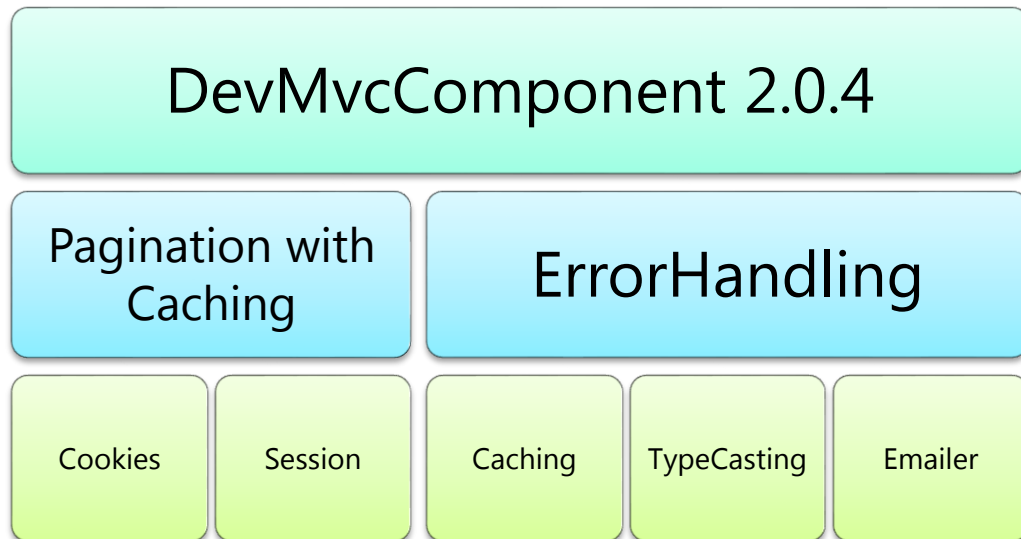 DevMvcComponent 2.0.4
Pagination with
Caching
ErrorHandling
Cookies
Session
Caching
TypeCasting
Emailer